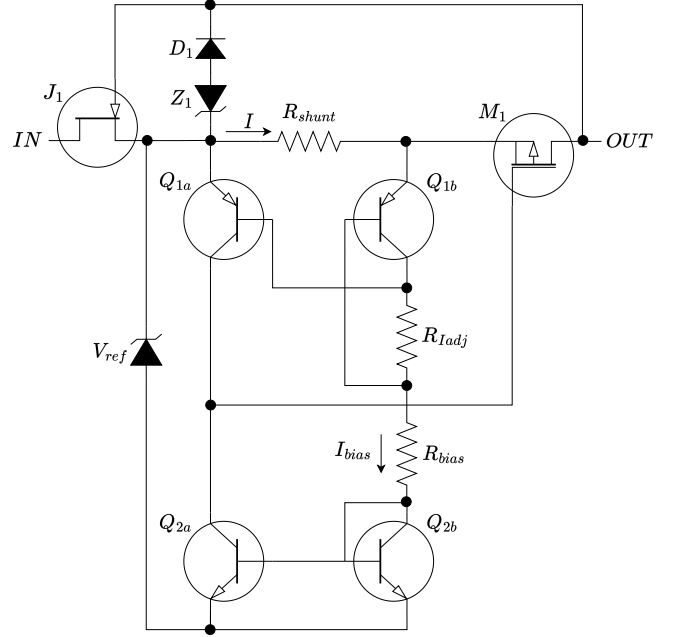 D1
J1
Z1
I
Rshunt
M1
IN
OUT
Q1a
Q1b
RIadj
Vref
Ibias
Rbias
Q2a
Q2b